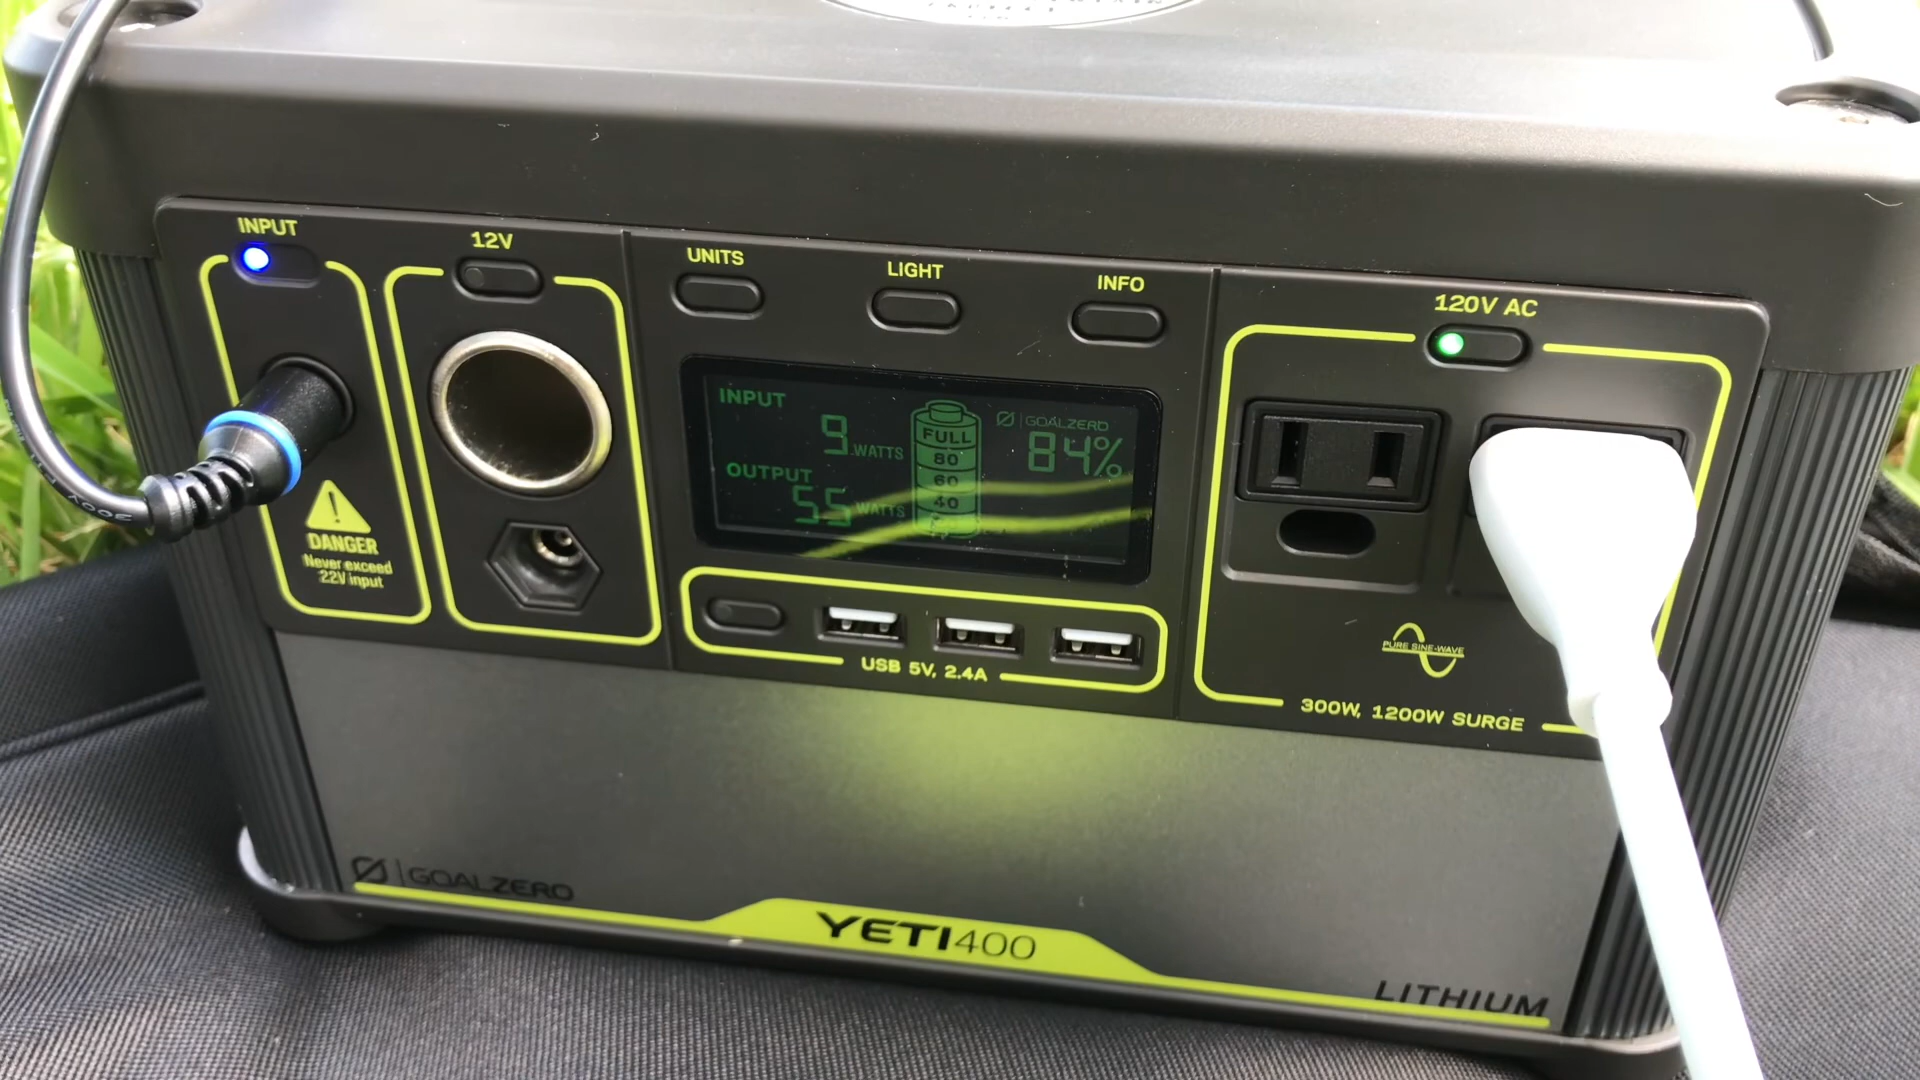 INPUT
12V
UNITS
LIGHT
INFO
120V AC
INPUT
9 WATTS
OUTPUT
55 WATTS
FULL
80
60
40
GOALZERO
84%
DANGER
Never exceed
22V input
USB 5V, 2.4A
PURE SINE-WAVE
300W, 1200W SURGE
GOALZERO
YETI400
LITHIUM